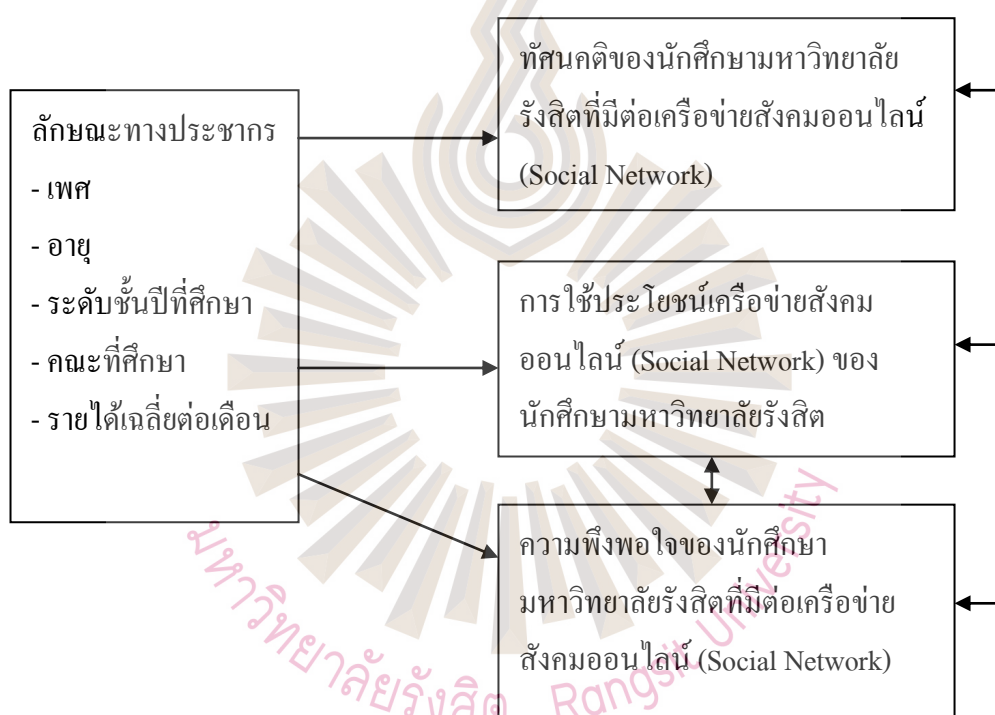 ลักษณะทางประชากร
- เพศ
- อายุ
- ระดับชั้นปีที่ศึกษา
- คณะที่ศึกษา
- รายได้เฉลี่ยต่อเดือน
ทัศนคติของนักศึกษามหาวิทยาลัย
รังสิตที่มีต่อเครือข่ายสังคมออนไลน์
(Social Network)
การใช้ประโยชน์เครือข่ายสังคม
ออนไลน์ (Social Network) ของ
นักศึกษามหาวิทยาลัยรังสิต
ความพึงพอใจของนักศึกษา
มหาวิทยาลัยรังสิตที่มีต่อเครือข่าย
สังคมออนไลน์ (Social Network)
มหาวิทยาลัยรังสิต Rangsit University